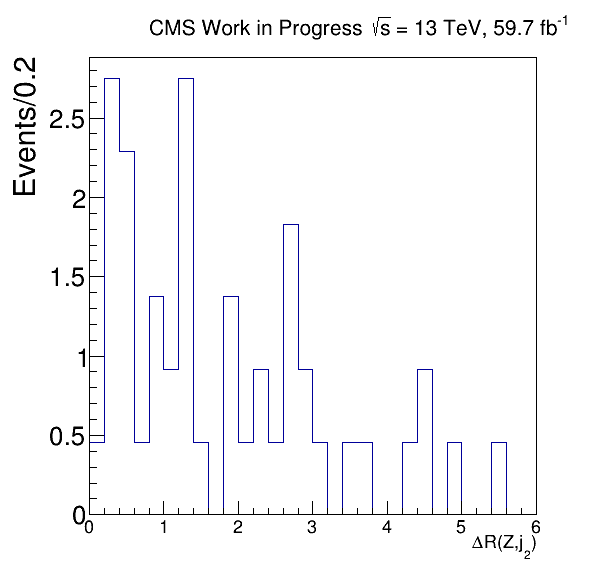 CMS Work in Progress √s = 13 TeV, 59.7 fb⁻¹
Events/0.2
2.5
2
1.5
1
0.5
0
0 1 2 3 4 5 6
ΔR(Z,j₂)